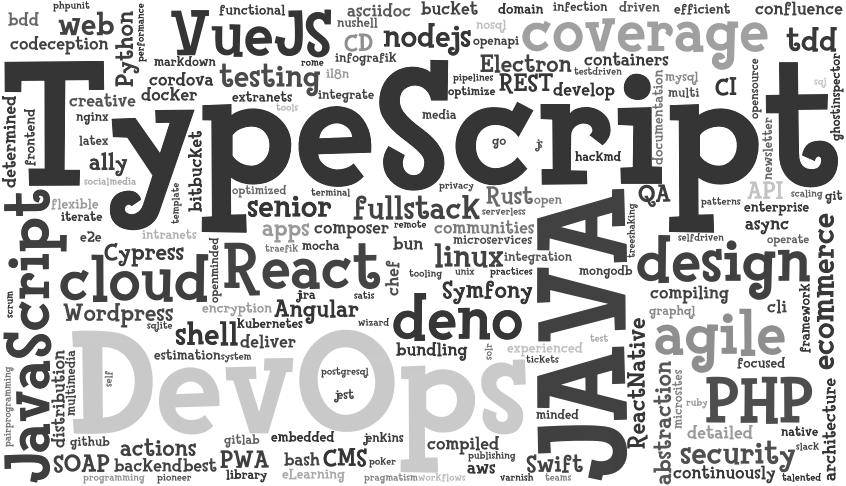 phpunit
functional
asciidoc
bucket
domain
infection
driven
efficient
confluence
bdd
web
Python
performance
VueJS
nushell
CD
nodejs
nosql
openapi
coverage
tdd
codeception
markdown
rome
infografik
Electron
containers
cordova
testing
il8n
pipelines
REST
testdriven
mysql
CI
opensource
sql
ghostinspector
creative
docker
extranets
integrate
optimize
develop
documentation
multi
determined
frontend
nginx
tools
media
newsletter
TypeScript
latex
go
hackmd
ally
bitbucket
socialmedia
template
optimized
terminal
privacy
Rust
open
QA
patterns
API
scaling
git
flexible
iterate
senior
fullstack
serverless
treeshaking
enterprise
JavaScript
e2e
intranets
apps
composer
remote
communities
selfdriven
async
operate
Cypress
openminded
traefik
mocha
bun
microservices
JAVA
design
ecommerce
cloud
React
chef
linux
integration
tooling
unix
practices
mongodb
scrum
jira
satis
Symfony
compiling
framework
Wordpress
encryption
Angular
graphql
cli
sqlite
shell
Kubernetes
wizard
deno
agile
deliver
test
DevOps
estimation
system
bundling
solr
experienced
tickets
ReactNative
focused
pairprogramming
distribution
multimedia
self
postgresql
jest
abstraction
microsites
ruby
PHP
architecture
minded
github
actions
gitlab
embedded
jenkins
compiled
detailed
native
slack
SOAP
backend
best
PWA
bash
CMS
poker
publishing
aws
Swift
security
programming
pioneer
library
eLearning
pragmatism
workflows
varnish
teams
continuously
talented